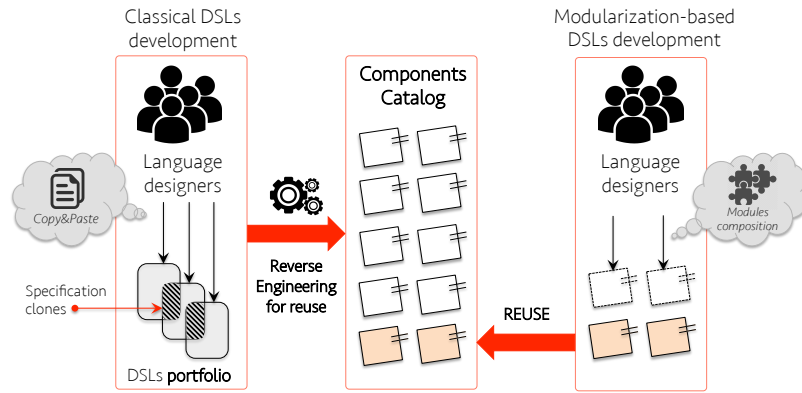 Classical DSLs
development
Language
designers
Copy&Paste
Specification
clones
DSLs portfolio
Reverse
Engineering
for reuse
Components
Catalog
REUSE
Modularization-based
DSLs development
Language
designers
Modules
composition